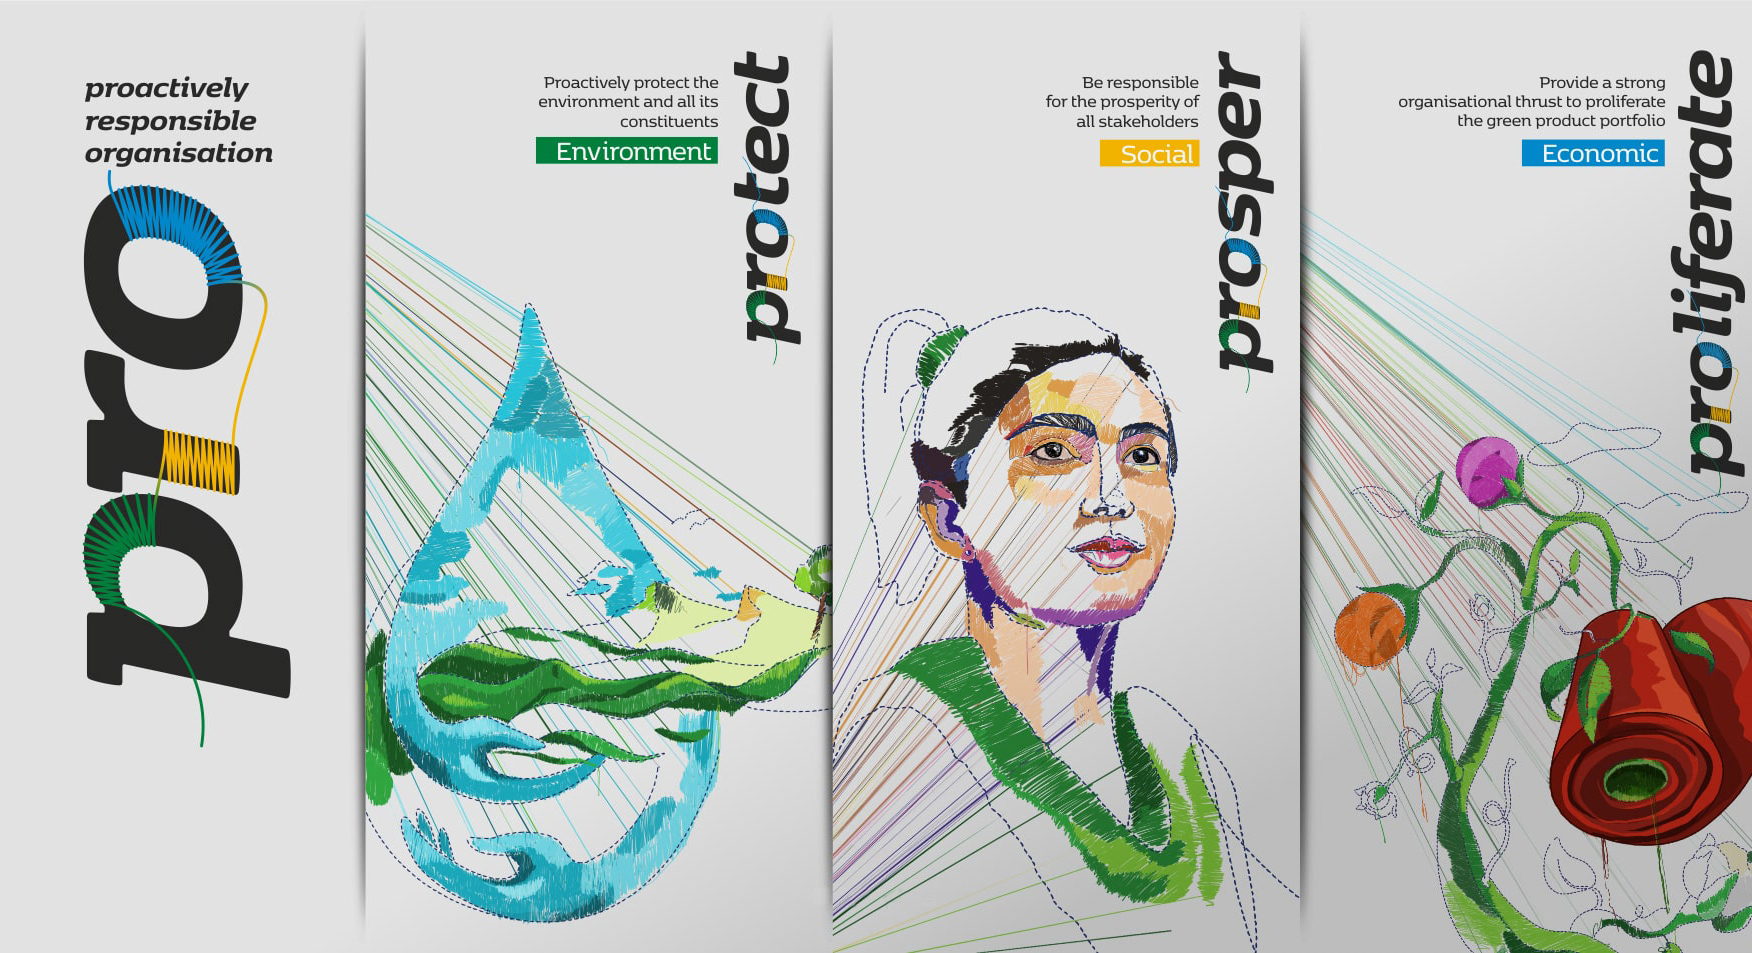 proactively
responsible
organisation
pro
Proactively protect the
environment and all its
constituents
Environment
protect
Be responsible
for the prosperity of
all stakeholders
Social
prosper
Provide a strong
organisational thrust to proliferate
the green product portfolio
Economic
proliferate